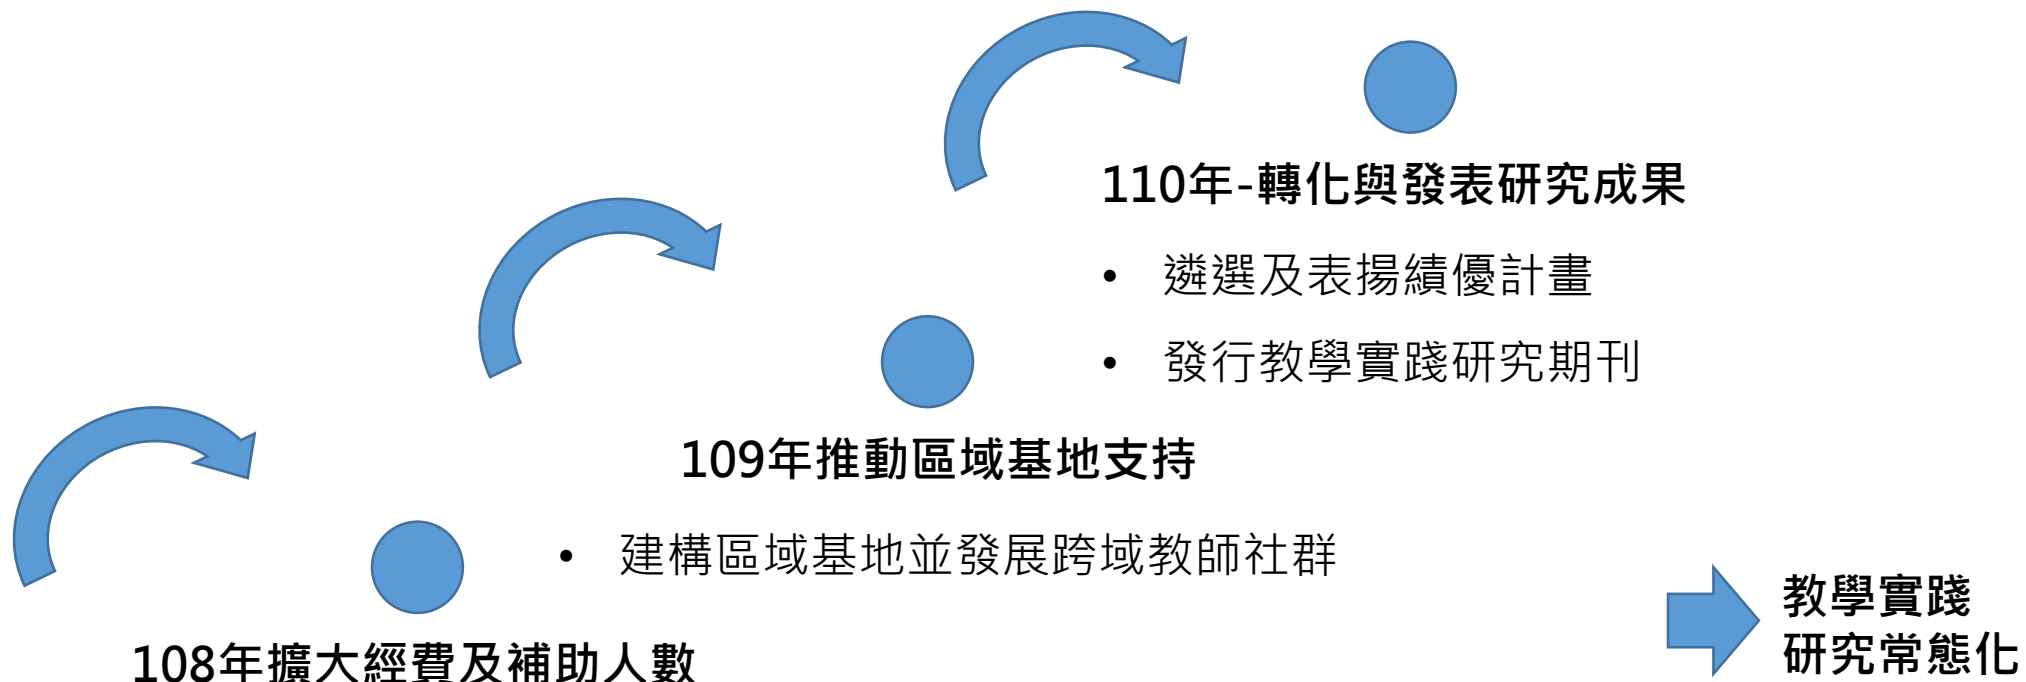 110年-轉化與發表研究成果
• 遴選及表揚績優計畫
• 發行教學實踐研究期刊
109年推動區域基地支持
• 建構區域基地並發展跨域教師社群
108年擴大經費及補助人數
教學實踐
研究常態化